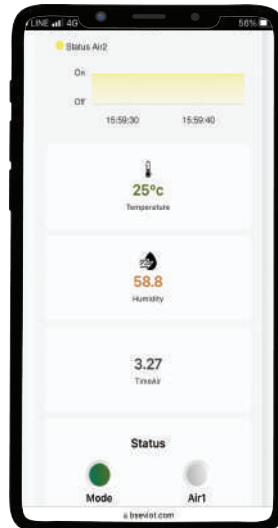 LINE 4G 56%
Status Air2
On
Off
15:59:30 15:59:40
25°c
Temperature
58.8
Humidity
3.27
TimeAir
Status
Mode Air1
bseviot.com